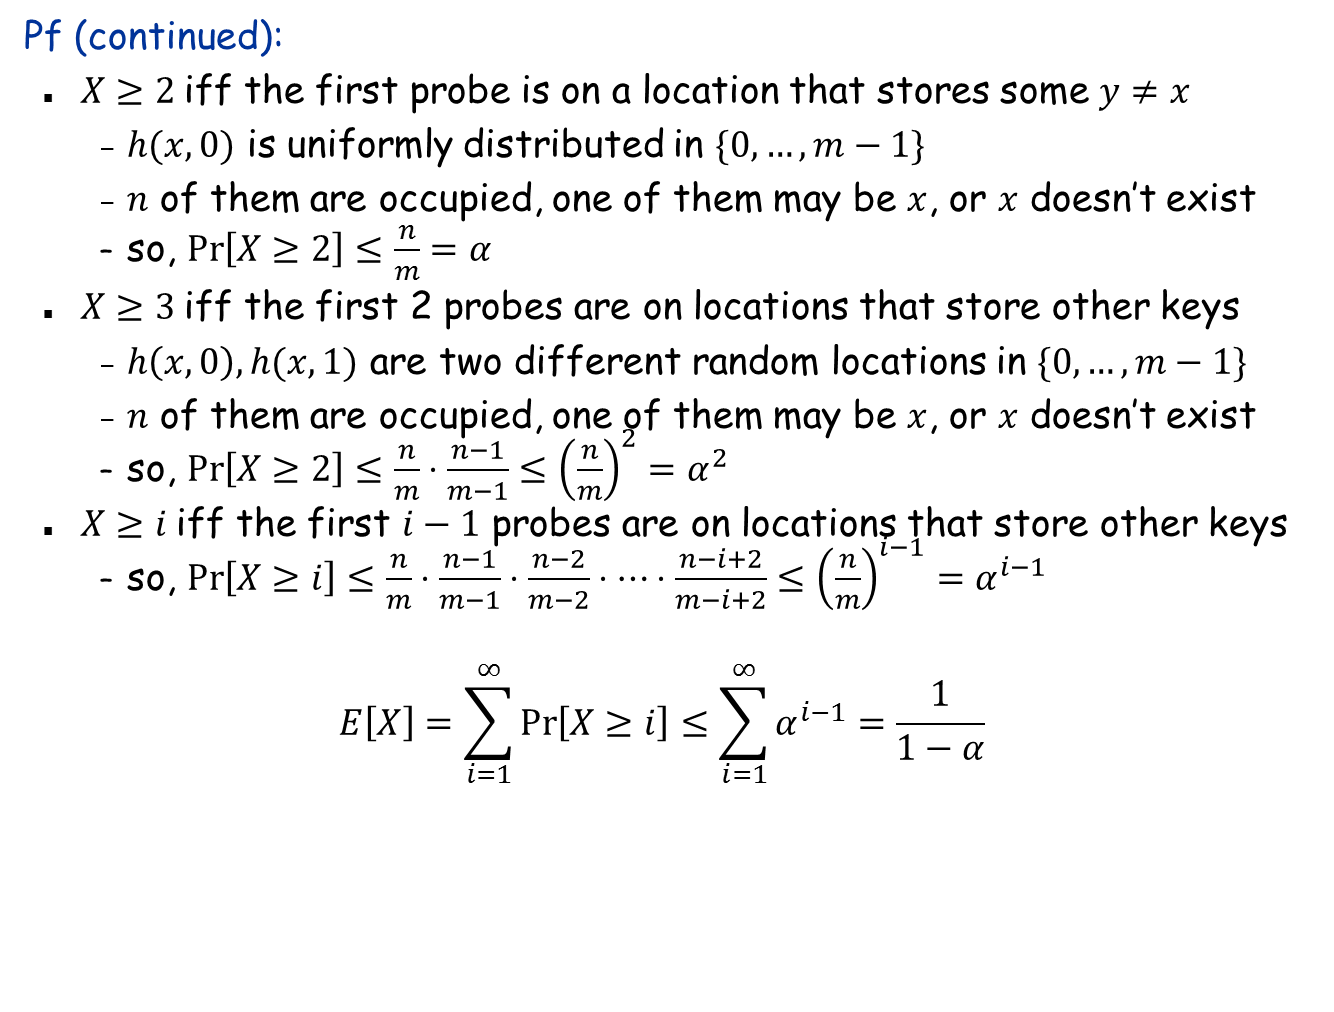 Pf (continued):
▪ X ≥ 2 iff the first probe is on a location that stores some y ≠ x
– h(x, 0) is uniformly distributed in {0, … , m − 1}
– n of them are occupied, one of them may be x, or x doesn't exist
- so, Pr[X ≥ 2] ≤ n/m = α
▪ X ≥ 3 iff the first 2 probes are on locations that store other keys
– h(x, 0), h(x, 1) are two different random locations in {0, … , m − 1}
– n of them are occupied, one of them may be x, or x doesn't exist
- so, Pr[X ≥ 2] ≤ n/m · (n−1)/(m−1) ≤ (n/m)^2 = α^2
▪ X ≥ i iff the first i − 1 probes are on locations that store other keys
- so, Pr[X ≥ i] ≤ n/m · (n−1)/(m−1) · (n−2)/(m−2) · ⋯ · (n−i+2)/(m−i+2) ≤ (n/m)^(i−1) = α^(i−1)
E[X] = ∑_{i=1}^{∞} Pr[X ≥ i] ≤ ∑_{i=1}^{∞} α^(i−1) = 1/(1 − α)